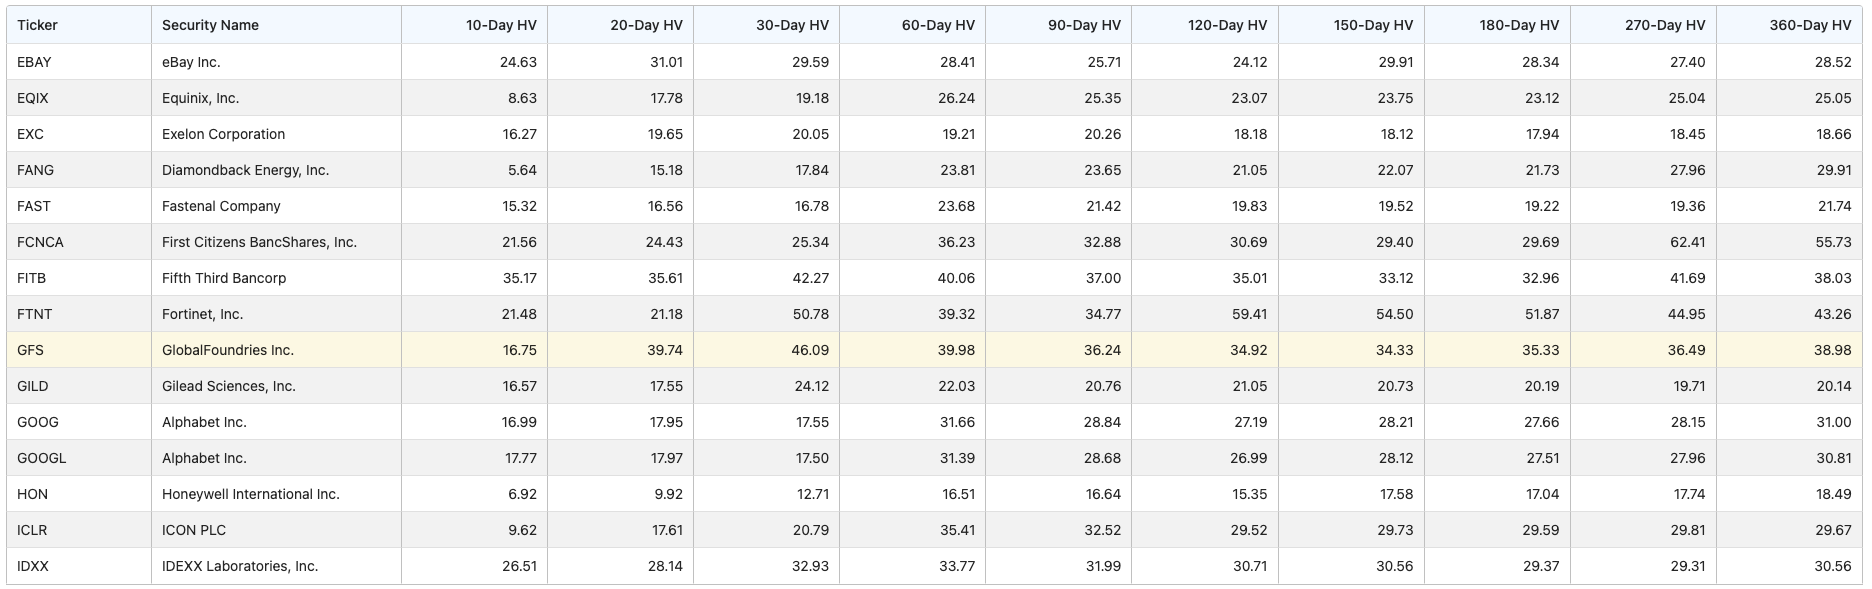 Ticker Security Name 10-Day HV 20-Day HV 30-Day HV 60-Day HV 90-Day HV 120-Day HV 150-Day HV 180-Day HV 270-Day HV 360-Day HV
EBAY eBay Inc. 24.63 31.01 29.59 28.41 25.71 24.12 29.91 28.34 27.40 28.52
EQIX Equinix, Inc. 8.63 17.78 19.18 26.24 25.35 23.07 23.75 23.12 25.04 25.05
EXC Exelon Corporation 16.27 19.65 20.05 19.21 20.26 18.18 18.12 17.94 18.45 18.66
FANG Diamondback Energy, Inc. 5.64 15.18 17.84 23.81 23.65 21.05 22.07 21.73 27.96 29.91
FAST Fastenal Company 15.32 16.56 16.78 23.68 21.42 19.83 19.52 19.22 19.36 21.74
FCNCA First Citizens BancShares, Inc. 21.56 24.43 25.34 36.23 32.88 30.69 29.40 29.69 62.41 55.73
FITB Fifth Third Bancorp 35.17 35.61 42.27 40.06 37.00 35.01 33.12 32.96 41.69 38.03
FTNT Fortinet, Inc. 21.48 21.18 50.78 39.32 34.77 59.41 54.50 51.87 44.95 43.26
GFS GlobalFoundries Inc. 16.75 39.74 46.09 39.98 36.24 34.92 34.33 35.33 36.49 38.98
GILD Gilead Sciences, Inc. 16.57 17.55 24.12 22.03 20.76 21.05 20.73 20.19 19.71 20.14
GOOG Alphabet Inc. 16.99 17.95 17.55 31.66 28.84 27.19 28.21 27.66 28.15 31.00
GOOGL Alphabet Inc. 17.77 17.97 17.50 31.39 28.68 26.99 28.12 27.51 27.96 30.81
HON Honeywell International Inc. 6.92 9.92 12.71 16.51 16.64 15.35 17.58 17.04 17.74 18.49
ICLR ICON PLC 9.62 17.61 20.79 35.41 32.52 29.52 29.73 29.59 29.81 29.67
IDXX IDEXX Laboratories, Inc. 26.51 28.14 32.93 33.77 31.99 30.71 30.56 29.37 29.31 30.56